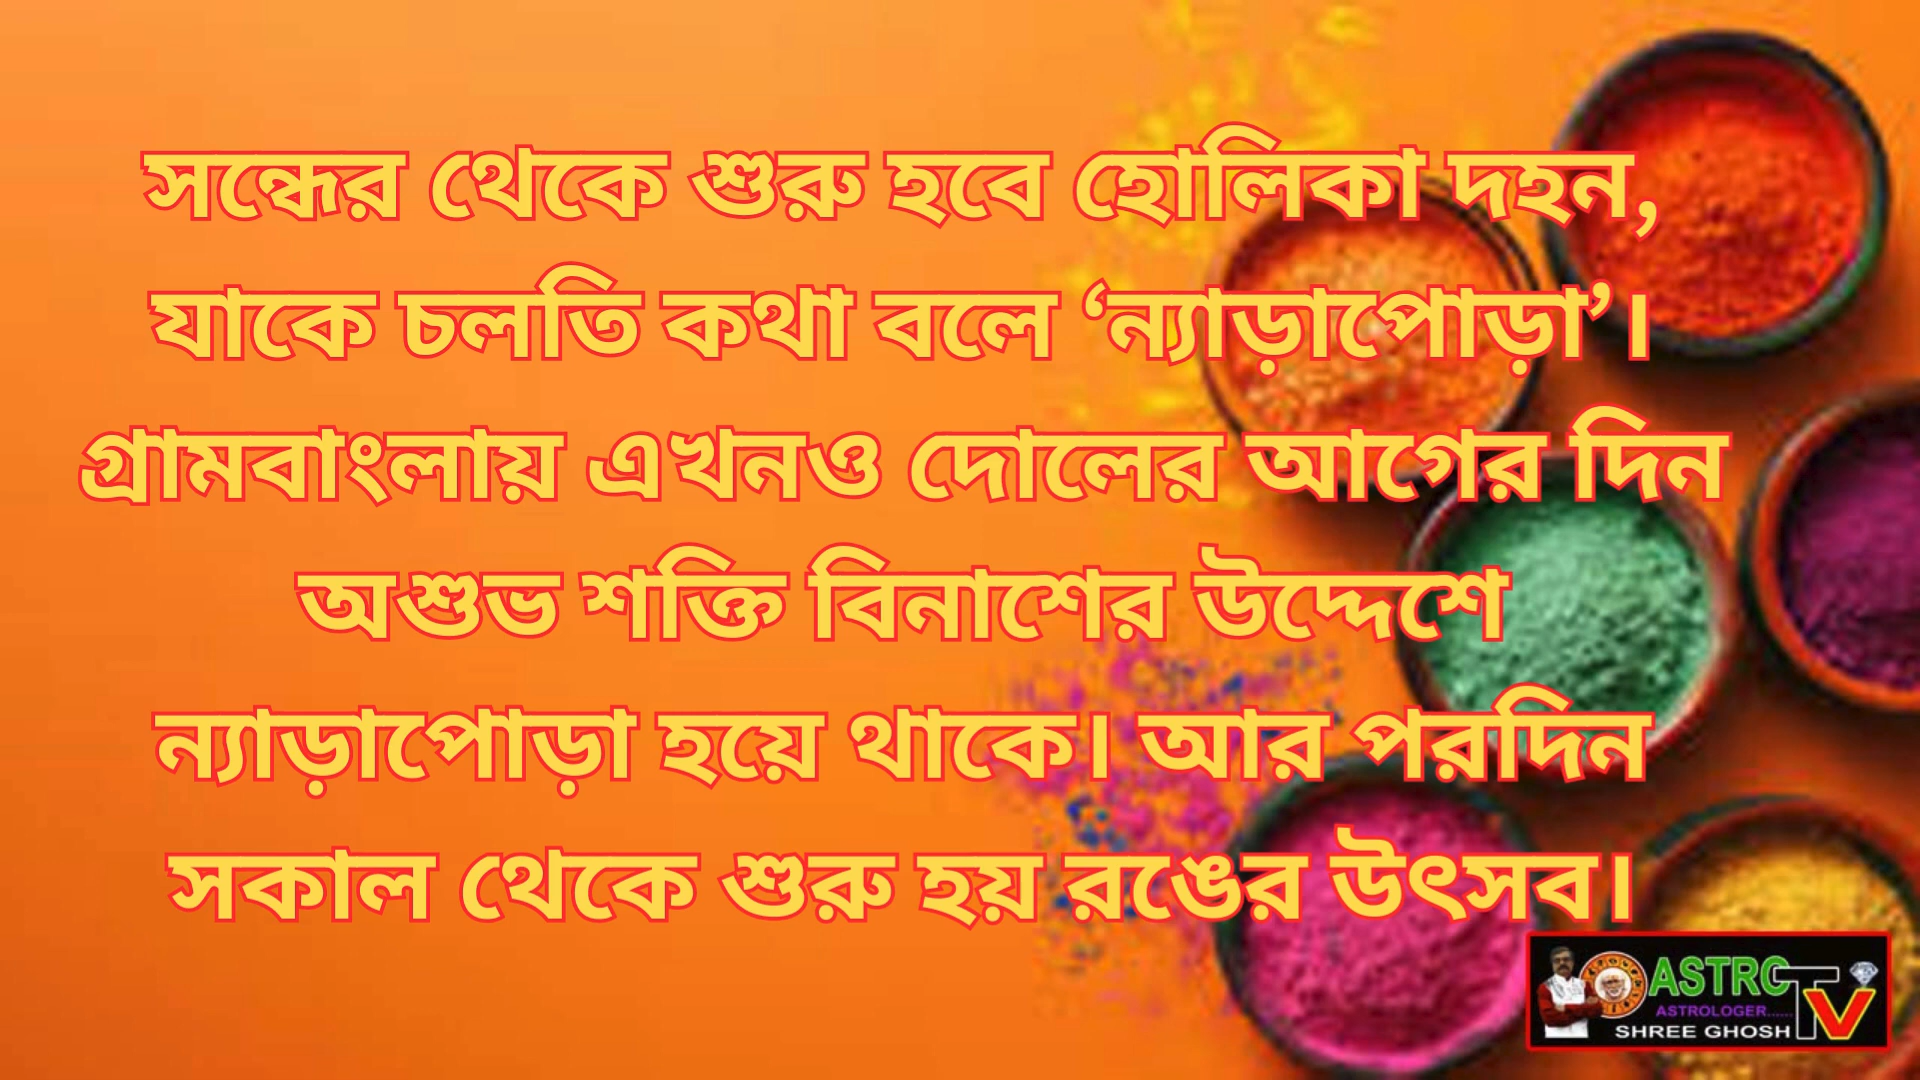 সন্ধের থেকে শুরু হবে হোলিকা দহন,
যাকে চলতি কথা বলে ‘ন্যাড়াপোড়া’।
গ্রামবাংলায় এখনও দোলের আগের দিন
অশুভ শক্তি বিনাশের উদ্দেশে
ন্যাড়াপোড়া হয়ে থাকে। আর পরদিন
সকাল থেকে শুরু হয় রঙের উৎসব।
ASTRO TV
ASTROLOGER......
SHREE GHOSH